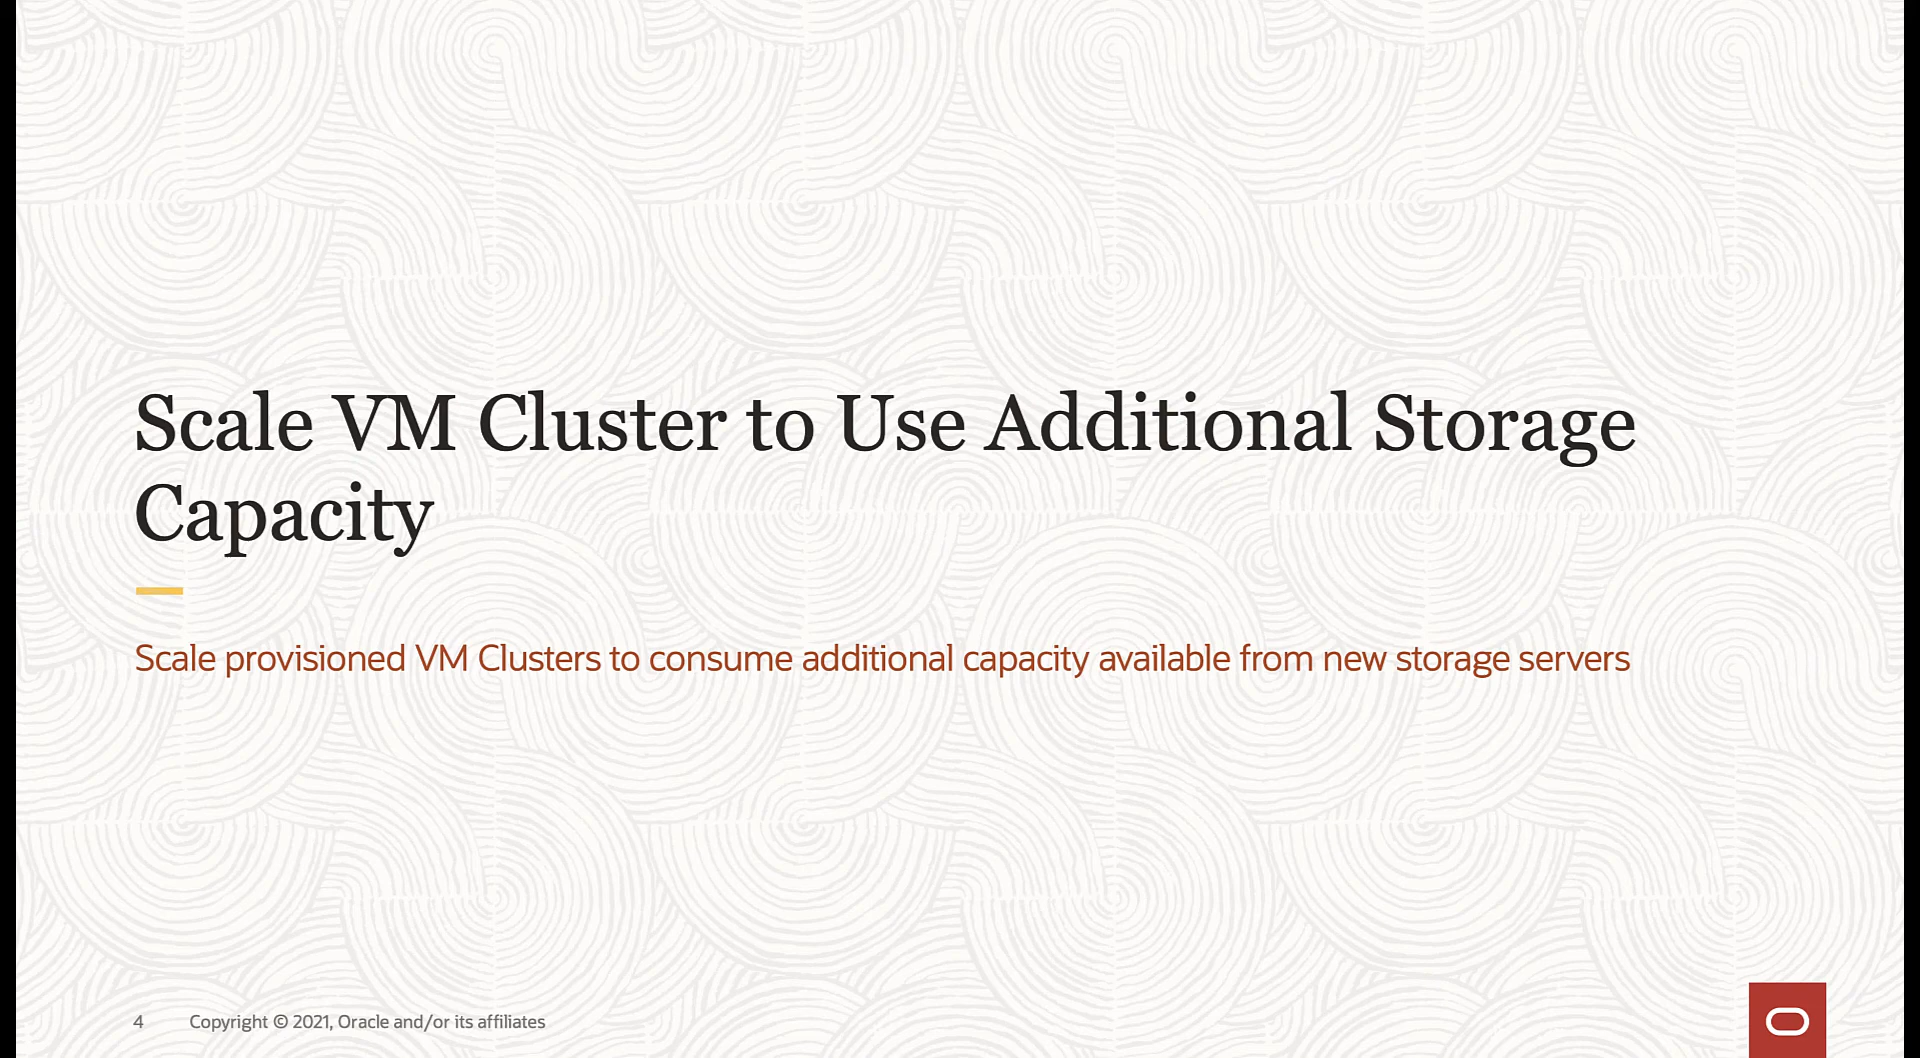 Scale VM Cluster to Use Additional Storage
Capacity
Scale provisioned VM Clusters to consume additional capacity available from new storage servers
4 Copyright © 2021, Oracle and/or its affiliates